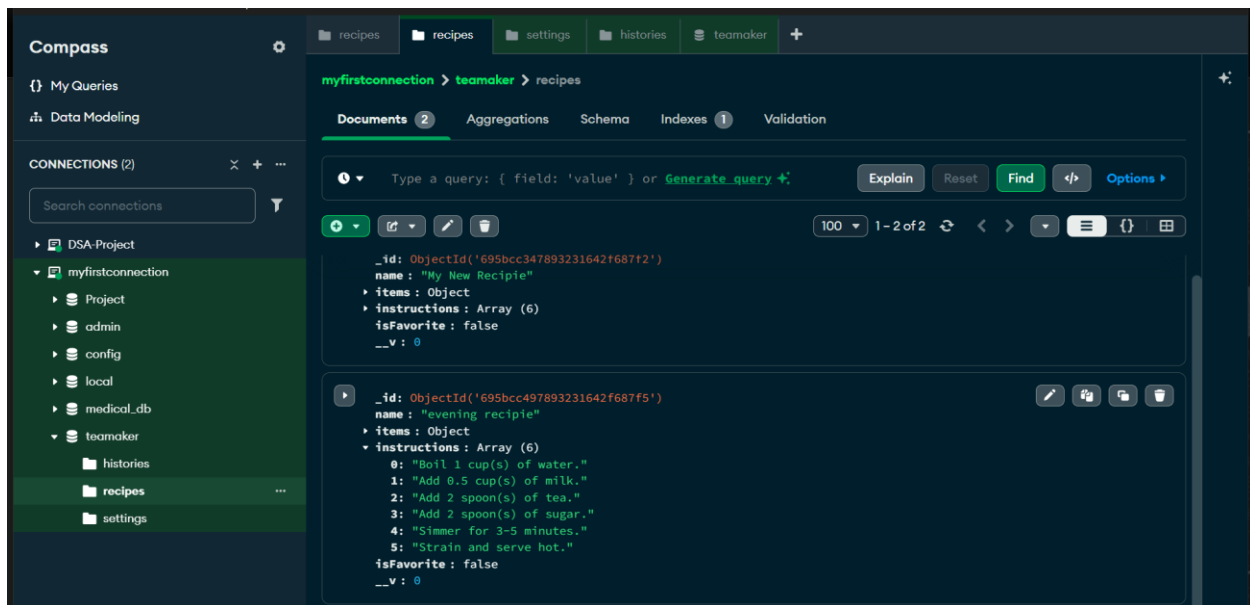 Compass
{} My Queries
Data Modeling
CONNECTIONS (2)
Search connections
DSA-Project
myfirstconnection
Project
admin
config
local
medical_db
teamaker
histories
recipes
settings
recipes
recipes
settings
histories
teamaker
myfirstconnection > teamaker > recipes
Documents 2 Aggregations Schema Indexes 1 Validation
Type a query: { field: 'value' } or Generate query
Explain Reset Find </> Options
100 1 – 2 of 2 {}
_id: ObjectId('695bcc347893231642f687f2')
name : "My New Recipie"
items : Object
instructions : Array (6)
isFavorite : false
__v : 0
_id: ObjectId('695bcc497893231642f687f5')
name : "evening recipie"
items : Object
instructions : Array (6)
0: "Boil 1 cup(s) of water."
1: "Add 0.5 cup(s) of milk."
2: "Add 2 spoon(s) of tea."
3: "Add 2 spoon(s) of sugar."
4: "Simmer for 3-5 minutes."
5: "Strain and serve hot."
isFavorite : false
__v : 0